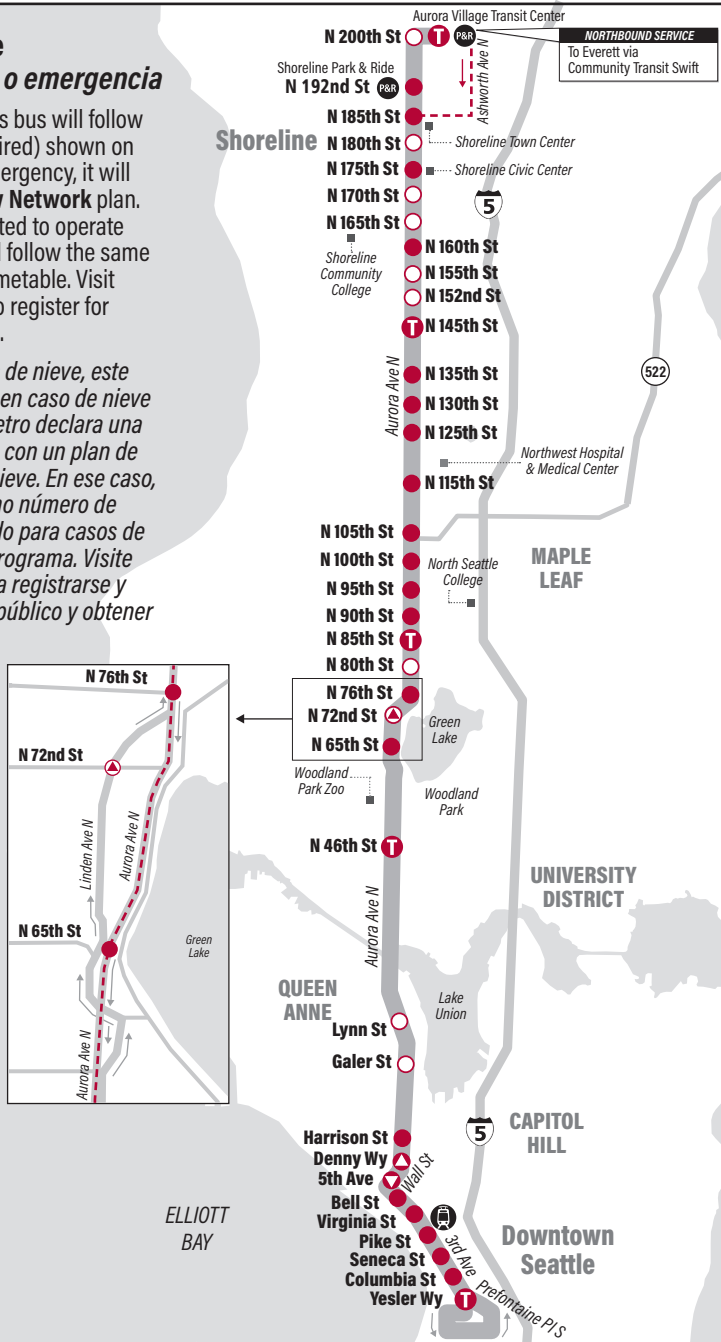 Aurora Village Transit Center
N 200th St
T
P&R
NORTHBOUND SERVICE
To Everett via
Community Transit Swift
e
o emergencia
Shoreline Park & Ride
N 192nd St
P&R
Ashworth Ave N
s bus will follow
ired) shown on
ergency, it will
y Network plan.
ted to operate
l follow the same
metable. Visit
o register for
.
N 185th St
Shoreline
N 180th St
Shoreline Town Center
N 175th St
Shoreline Civic Center
N 170th St
5
N 165th St
N 160th St
Shoreline
Community
College
N 155th St
N 152nd St
T
N 145th St
de nieve, este
en caso de nieve
etro declara una
con un plan de
ieve. En ese caso,
no número de
do para casos de
rograma. Visite
a registrarse y
público y obtener
Aurora Ave N
N 135th St
522
N 130th St
N 125th St
Northwest Hospital
& Medical Center
N 115th St
N 105th St
N 100th St
MAPLE
LEAF
North Seattle
College
N 95th St
N 90th St
N 85th St
T
N 80th St
N 76th St
N 72nd St
Green
Lake
N 65th St
Woodland
Park Zoo
Woodland
Park
N 46th St
T
N 76th St
N 72nd St
Linden Ave N
Aurora Ave N
N 65th St
Green
Lake
Aurora Ave N
UNIVERSITY
DISTRICT
Aurora Ave N
QUEEN
ANNE
Lake
Union
Lynn St
Galer St
5
CAPITOL
HILL
Harrison St
Denny Wy
5th Ave
Wall St
Bell St
Virginia St
Pike St
3rd Ave
Seneca St
Columbia St
Yesler Wy
T
Prefontaine Pl S
Downtown
Seattle
ELLIOTT
BAY